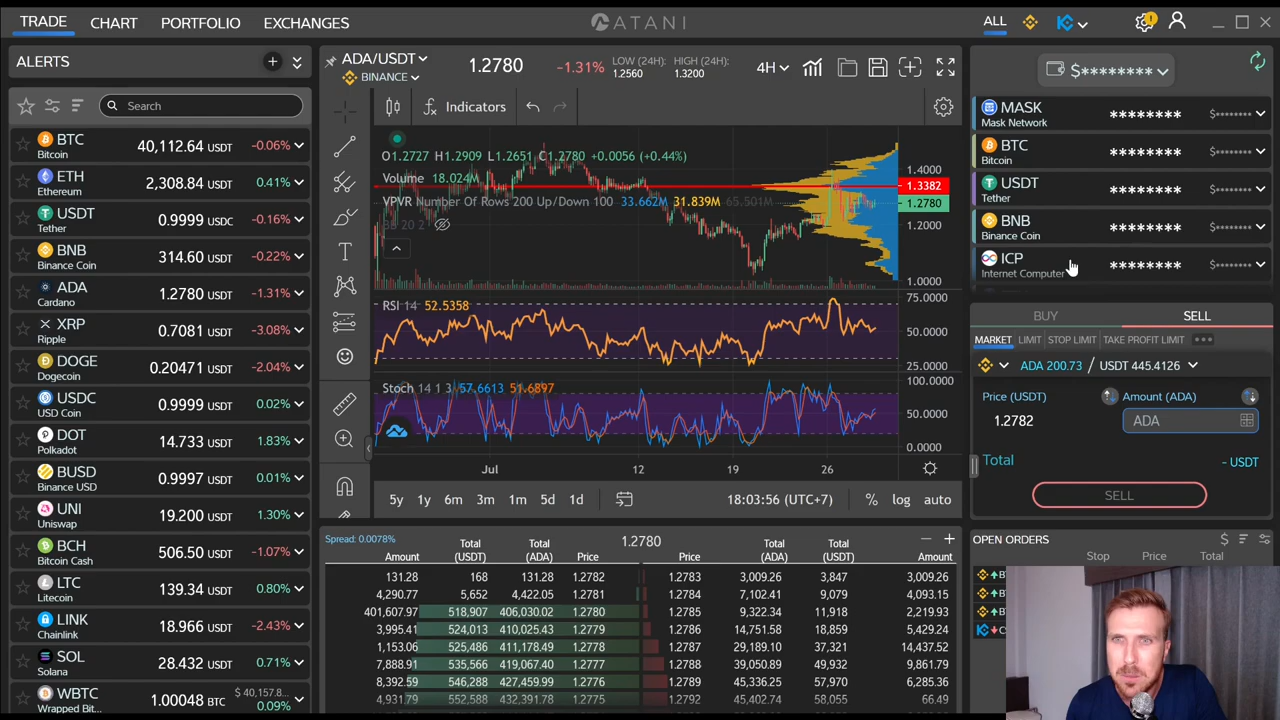 TRADE CHART PORTFOLIO EXCHANGES
ATANI
ALL
ALERTS
Search
BTC
Bitcoin
40,112.64 USDT -0.06%
ETH
Ethereum
2,308.84 USDT 0.41%
USDT
Tether
0.9999 USDC -0.16%
BNB
Binance Coin
314.60 USDT -0.22%
ADA
Cardano
1.2780 USDT -1.31%
XRP
Ripple
0.7081 USDT -3.08%
DOGE
Dogecoin
0.20471 USDT -2.04%
USDC
USD Coin
0.9999 USDT 0.02%
DOT
Polkadot
14.733 USDT 1.83%
BUSD
Binance USD
0.9997 USDT 0.01%
UNI
Uniswap
19.200 USDT 1.30%
BCH
Bitcoin Cash
506.50 USDT -1.07%
LTC
Litecoin
139.34 USDT 0.80%
LINK
Chainlink
18.966 USDT -2.43%
SOL
Solana
28.432 USDT 0.71%
WBTC
Wrapped Bit...
1.00048 BTC $ 40,157.8...
0.09%
ADA/USDT
BINANCE
1.2780 -1.31%
LOW (24H):
1.2560
HIGH (24H):
1.3200
4H
Indicators
O1.2727 H1.2909 L1.2651 C1.2780 +0.0056 (+0.44%)
Volume 18.024M
VPVR Number Of Rows 200 Up/Down 100 33.662M 31.839M 65.501M
BB 20 2
1.4000
1.3382
1.2780
1.2000
1.0000
RSI 14 52.5358
75.0000
50.0000
25.0000
Stoch 14 1 3 57.6613 51.6897
100.0000
50.0000
0.0000
Jul 12 19 26
5y 1y 6m 3m 1m 5d 1d
18:03:56 (UTC+7) % log auto
Spread: 0.0078% 1.2780
Amount Total (USDT) Total (ADA) Price Price Total (ADA) Total (USDT) Amount
131.28 168 131.28 1.2782 1.2783 3,009.26 3,847 3,009.26
4,290.77 5,652 4,422.05 1.2781 1.2784 7,102.41 9,079 4,093.15
401,607.97 518,907 406,030.02 1.2780 1.2785 9,322.34 11,918 2,219.93
3,995.41 524,013 410,025.43 1.2779 1.2786 14,751.58 18,859 5,429.24
1,153.06 525,486 411,178.49 1.2778 1.2787 29,189.10 37,321 14,437.52
7,888.91 535,566 419,067.40 1.2777 1.2788 39,050.89 49,932 9,861.79
8,392.59 546,288 427,459.99 1.2776 1.2789 45,336.25 57,970 6,285.36
4,931.79 552,588 432,391.78 1.2775 1.2792 45,402.74 58,055 66.49
$********
MASK
Mask Network
******** $********
BTC
Bitcoin
******** $********
USDT
Tether
******** $********
BNB
Binance Coin
******** $********
ICP
Internet Computer
******** $********
BUY SELL
MARKET LIMIT STOP LIMIT TAKE PROFIT LIMIT
ADA 200.73 / USDT 445.4126
Price (USDT) Amount (ADA)
1.2782 ADA
Total - USDT
SELL
OPEN ORDERS $
Stop Price Total